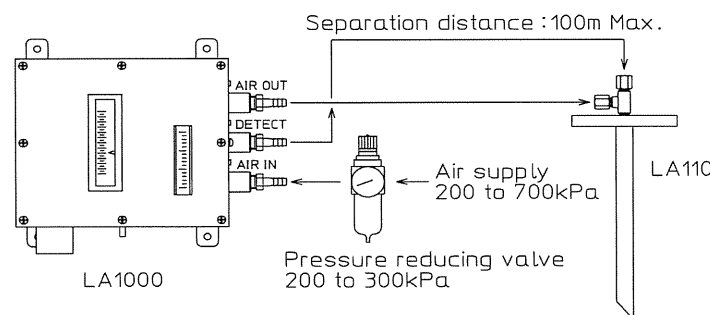 Separation distance : 100m Max.
AIR OUT
DETECT
AIR IN
Air supply
200 to 700kPa
LA110
Pressure reducing valve
200 to 300kPa
LA1000